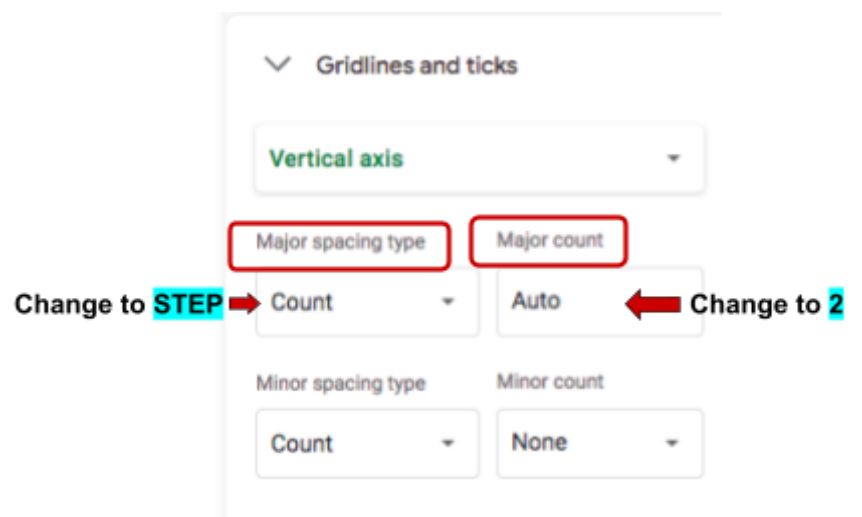 Gridlines and ticks
Vertical axis
Major spacing type
Major count
Change to STEP
Count
Auto
Change to 2
Minor spacing type
Minor count
Count
None